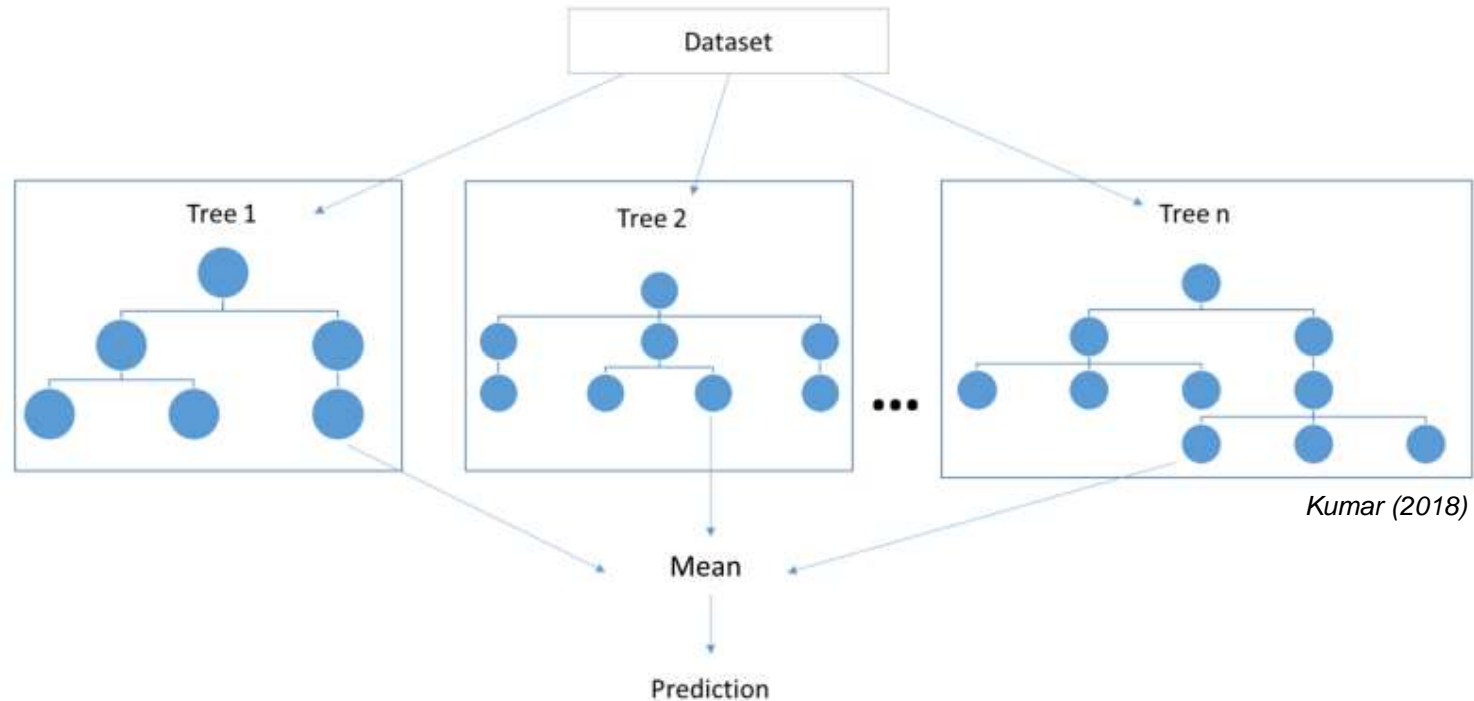 Dataset
Tree 1
Tree 2
Tree n
...
Kumar (2018)
Mean
Prediction